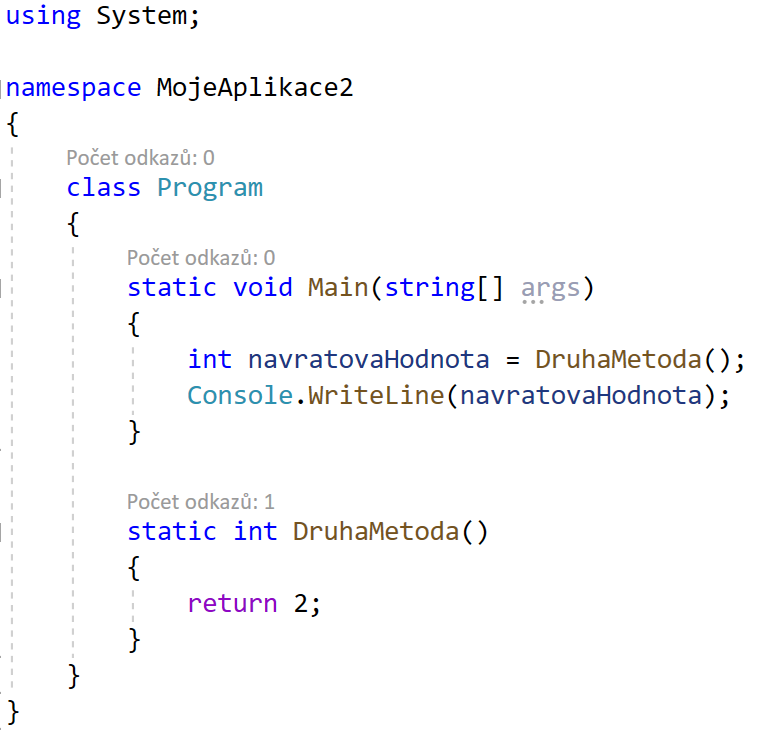 using System;
namespace MojeAplikace2
{
Počet odkazů: 0
class Program
{
Počet odkazů: 0
static void Main(string[] args)
{
int navratovaHodnota = DruhaMetoda();
Console.WriteLine(navratovaHodnota);
}
Počet odkazů: 1
static int DruhaMetoda()
{
return 2;
}
}
}